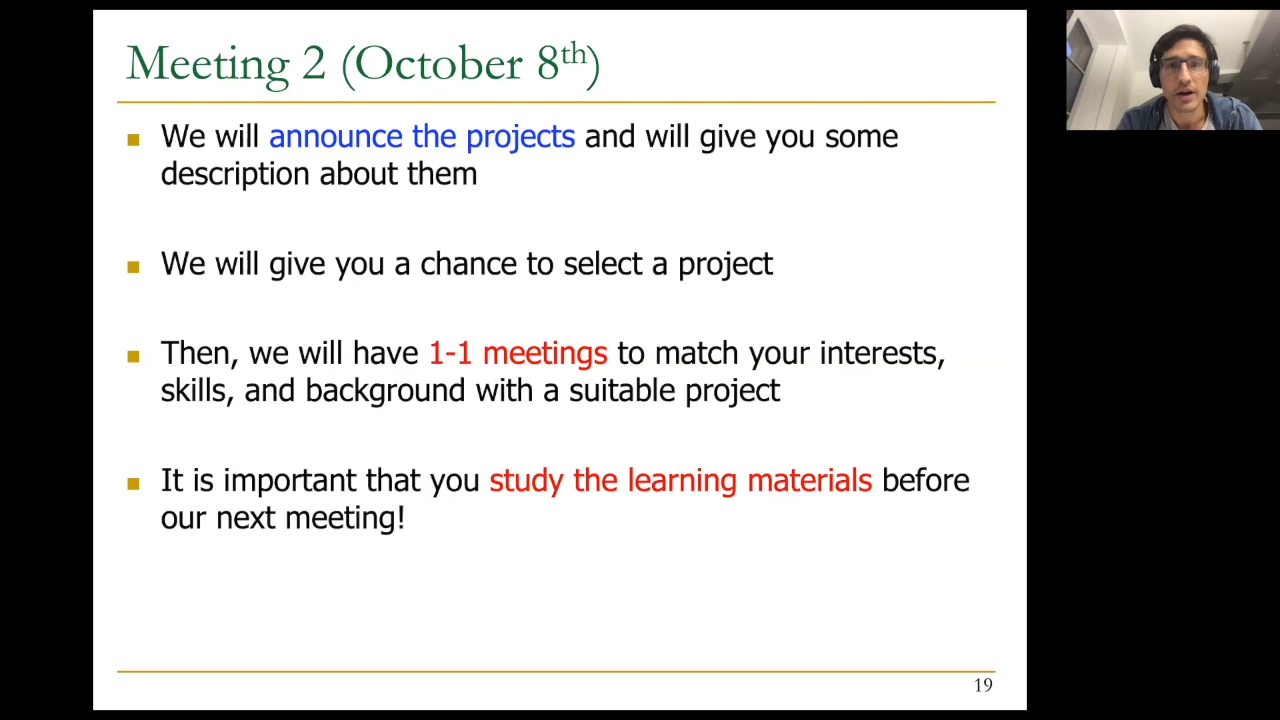 Meeting 2 (October 8th)
We will announce the projects and will give you some
description about them
We will give you a chance to select a project
Then, we will have 1-1 meetings to match your interests,
skills, and background with a suitable project
It is important that you study the learning materials before
our next meeting!
19